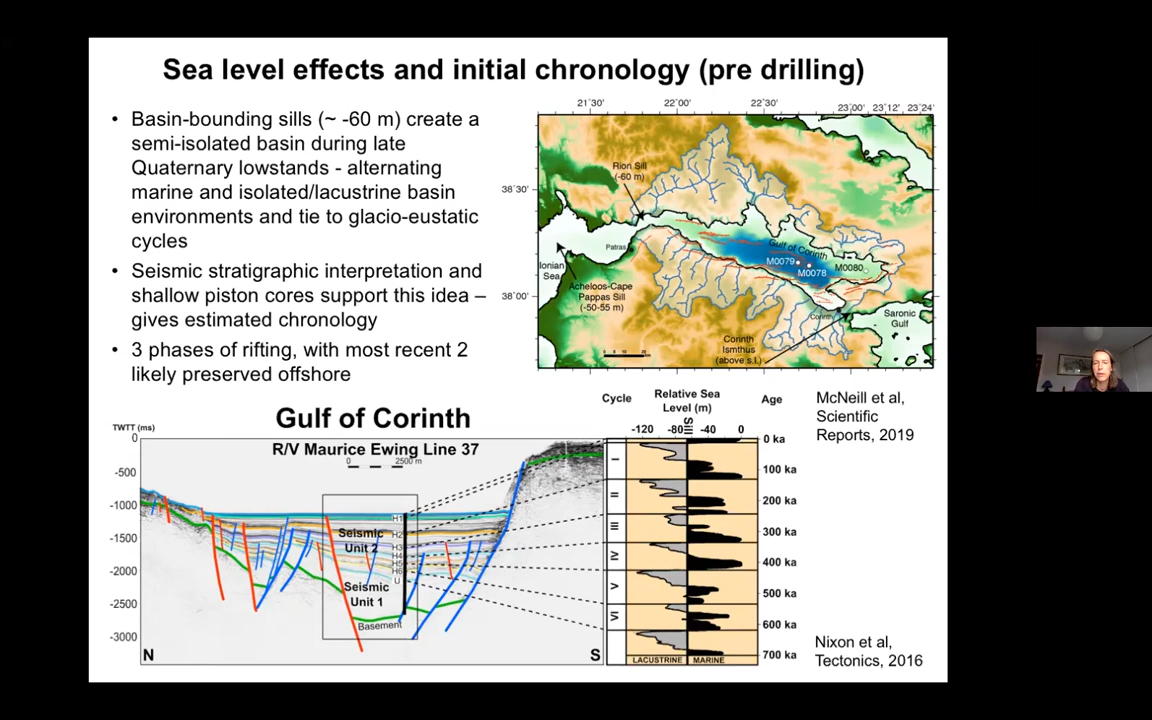 Sea level effects and initial chronology (pre drilling)
• Basin-bounding sills (~ -60 m) create a
semi-isolated basin during late
Quaternary lowstands - alternating
marine and isolated/lacustrine basin
environments and tie to glacio-eustatic
cycles
• Seismic stratigraphic interpretation and
shallow piston cores support this idea –
gives estimated chronology
• 3 phases of rifting, with most recent 2
likely preserved offshore
21˚30'
22˚00'
22˚30'
23˚00'
23˚12'
23˚24'
38˚30'
38˚00'
Rion Sill
(-60 m)
Patras
Ionian
Sea
Acheloos-Cape
Pappas Sill
(-50-55 m)
Gulf of Corinth
M0079
M0078
M0080
Corinth
Saronic
Gulf
Corinth
Isthmus
(above s.l.)
McNeill et al,
Scientific
Reports, 2019
Gulf of Corinth
R/V Maurice Ewing Line 37
0 2500 m
TWTT (ms)
0
-500
-1000
-1500
-2000
-2500
-3000
N
S
H1
H2
H3
H4
H5
H6
U
Seismic
Unit 2
Seismic
Unit 1
Basement
Cycle
Relative Sea
Level (m)
Age
-120
-80
Sill
-40
0
I
II
III
IV
V
VI
0 ka
100 ka
200 ka
300 ka
400 ka
500 ka
600 ka
700 ka
LACUSTRINE
MARINE
Nixon et al,
Tectonics, 2016